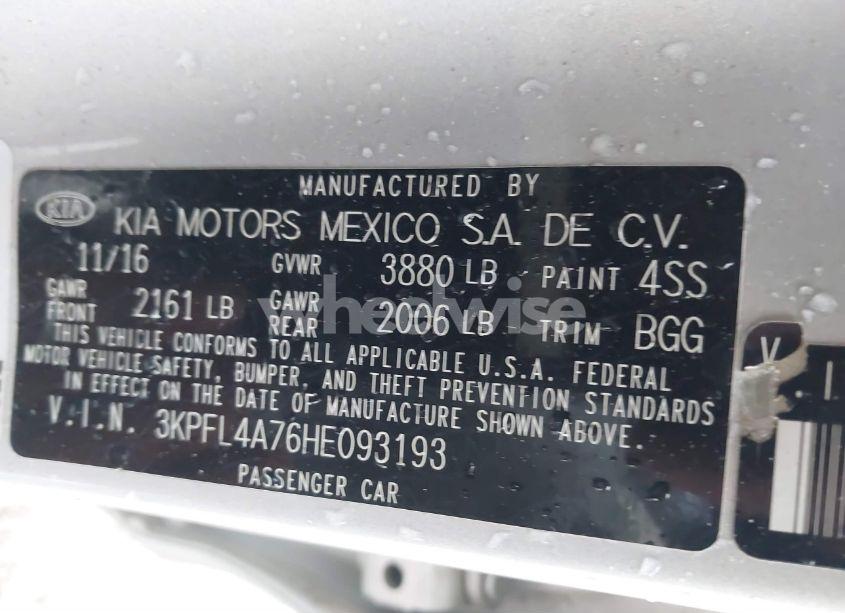 MANUFACTURED BY
KIA KIA MOTORS MEXICO S.A. DE C.V.
11/16 GVWR 3880 LB PAINT 4SS
GAWR FRONT 2161 LB GAWR REAR 2006 LB TRIM BGG
THIS VEHICLE CONFORMS TO ALL APPLICABLE U.S.A. FEDERAL
MOTOR VEHICLE SAFETY, BUMPER, AND THEFT PREVENTION STANDARDS
IN EFFECT ON THE DATE OF MANUFACTURE SHOWN ABOVE.
V.I.N. 3KPFL4A76HE093193
PASSENGER CAR
V I
wheelwise